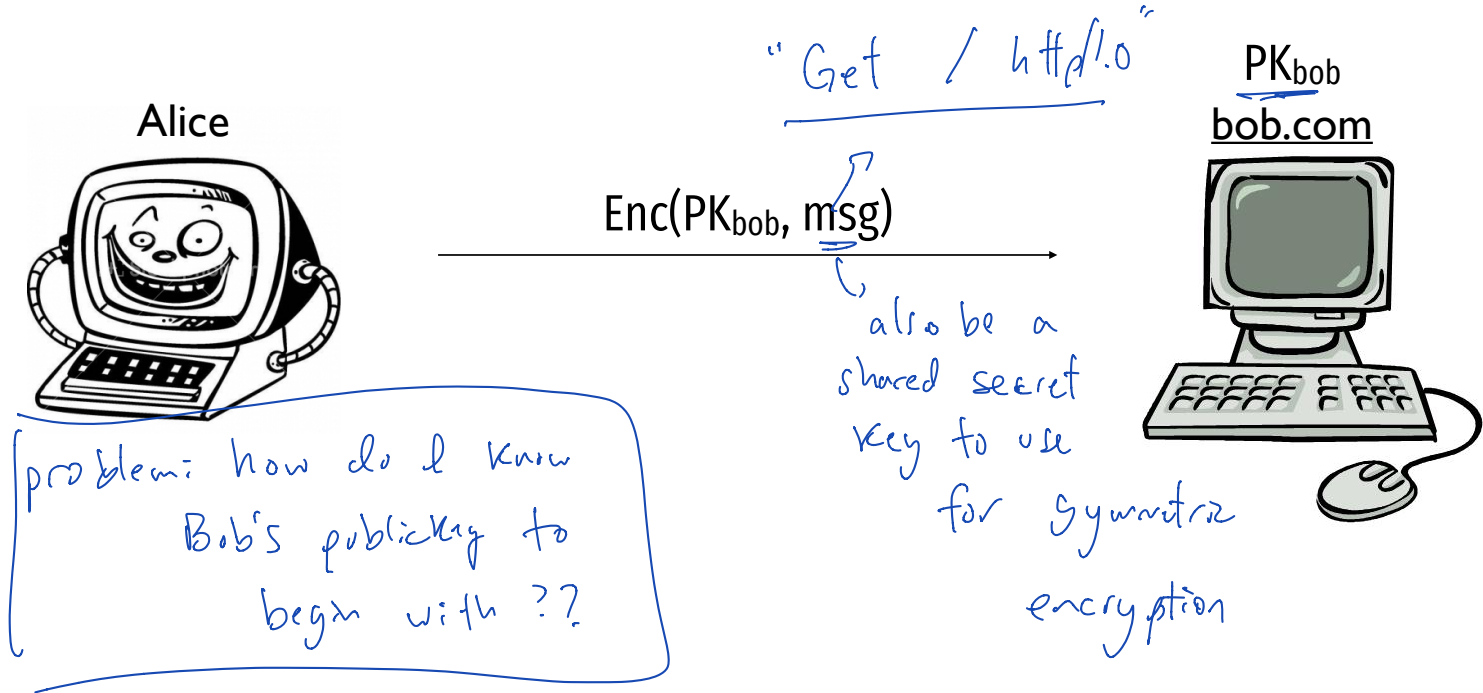 "Get / http/1.0"
PKbob
bob.com
Alice
Enc(PKbob, msg)
also be a
shared secret
key to use
for symmetric
encryption
problem: how do I know
Bob's publickey to
begin with ??